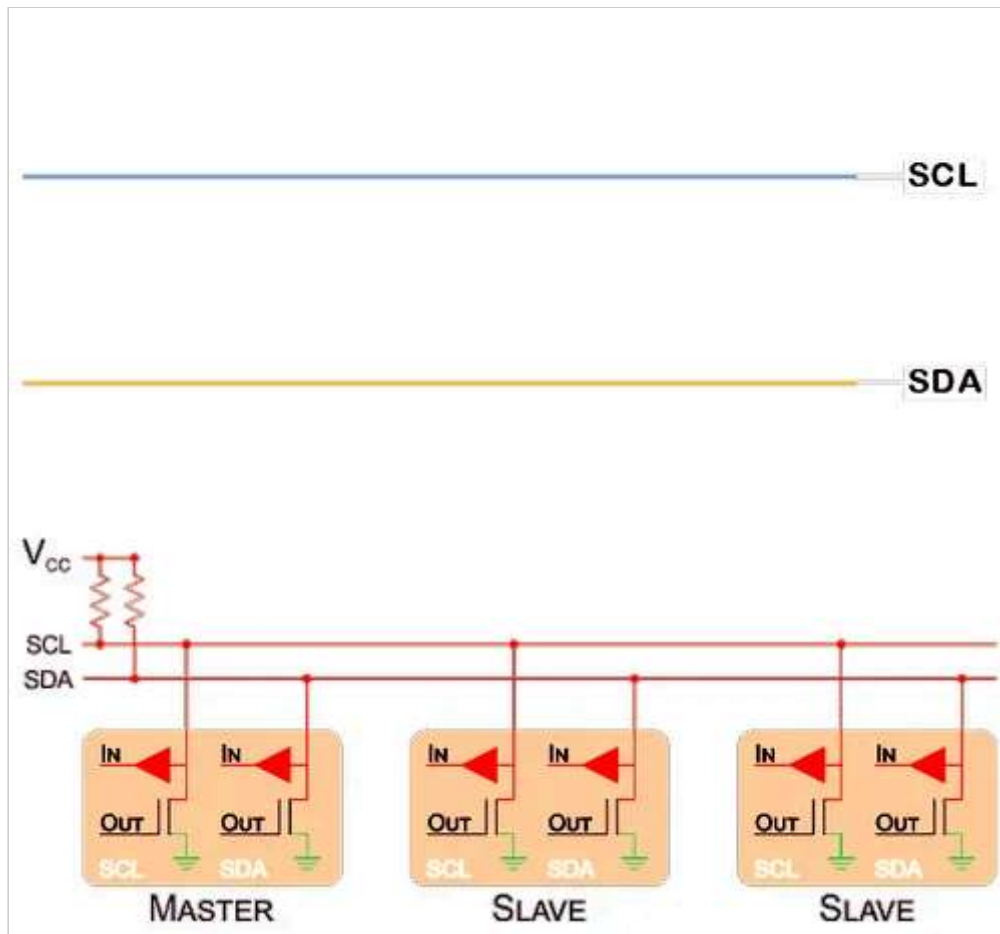 SCL
SDA
VCC
SCL
SDA
IN IN IN IN IN IN
OUT OUT OUT OUT OUT OUT
SCL SDA SCL SDA SCL SDA
MASTER SLAVE SLAVE